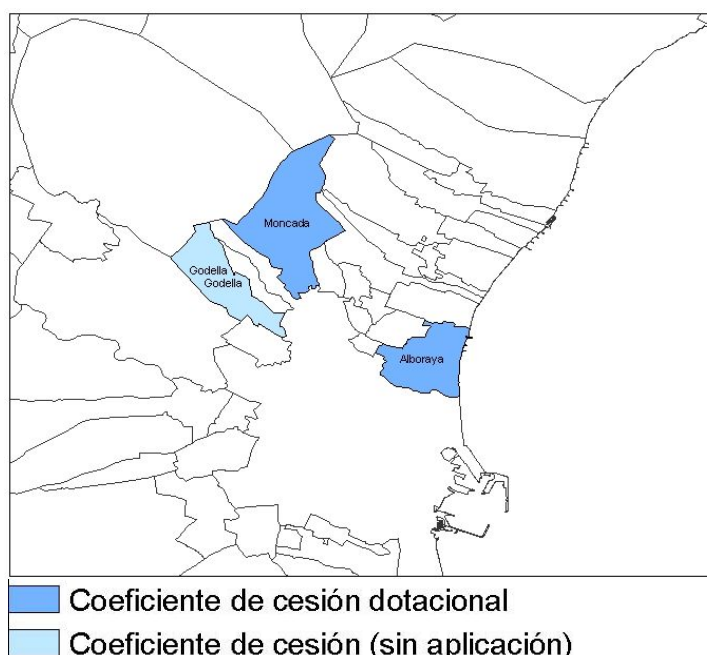 Moncada
Godella
Godella
Alboraya
Coeficiente de cesión dotacional
Coeficiente de cesión (sin aplicación)